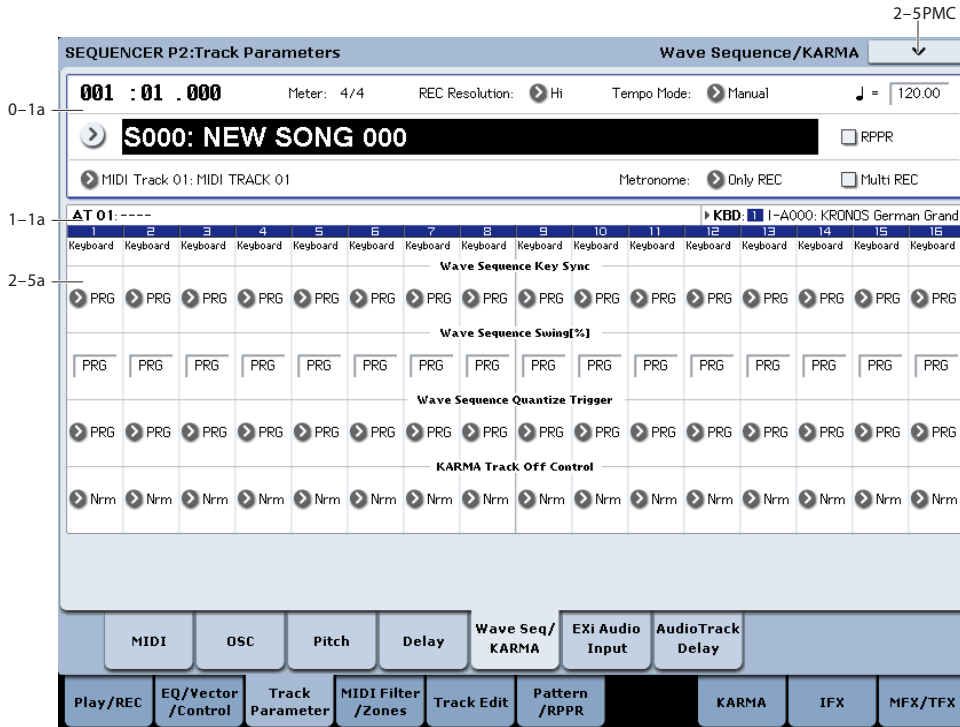 2–5PMC
SEQUENCER P2:Track Parameters Wave Sequence/KARMA
0–1a
001 :01 .000 Meter: 4/4 REC Resolution: Hi Tempo Mode: Manual ♩ = 120.00
S000: NEW SONG 000 RPPR
MIDI Track 01: MIDI TRACK 01 Metronome: Only REC Multi REC
1–1a
AT 01:---- KBD: 1 I-A000: KRONOS German Grand
1 2 3 4 5 6 7 8 9 10 11 12 13 14 15 16
Keyboard Keyboard Keyboard Keyboard Keyboard Keyboard Keyboard Keyboard Keyboard Keyboard Keyboard Keyboard Keyboard Keyboard Keyboard Keyboard
Wave Sequence Key Sync
2–5a
PRG PRG PRG PRG PRG PRG PRG PRG PRG PRG PRG PRG PRG PRG PRG PRG
Wave Sequence Swing[%]
PRG PRG PRG PRG PRG PRG PRG PRG PRG PRG PRG PRG PRG PRG PRG PRG
Wave Sequence Quantize Trigger
PRG PRG PRG PRG PRG PRG PRG PRG PRG PRG PRG PRG PRG PRG PRG PRG
KARMA Track Off Control
Nrm Nrm Nrm Nrm Nrm Nrm Nrm Nrm Nrm Nrm Nrm Nrm Nrm Nrm Nrm Nrm
MIDI OSC Pitch Delay Wave Seq/ KARMA EXi Audio Input AudioTrack Delay
Play/REC EQ/Vector /Control Track Parameter MIDI Filter /Zones Track Edit Pattern /RPPR KARMA IFX MFX/TFX